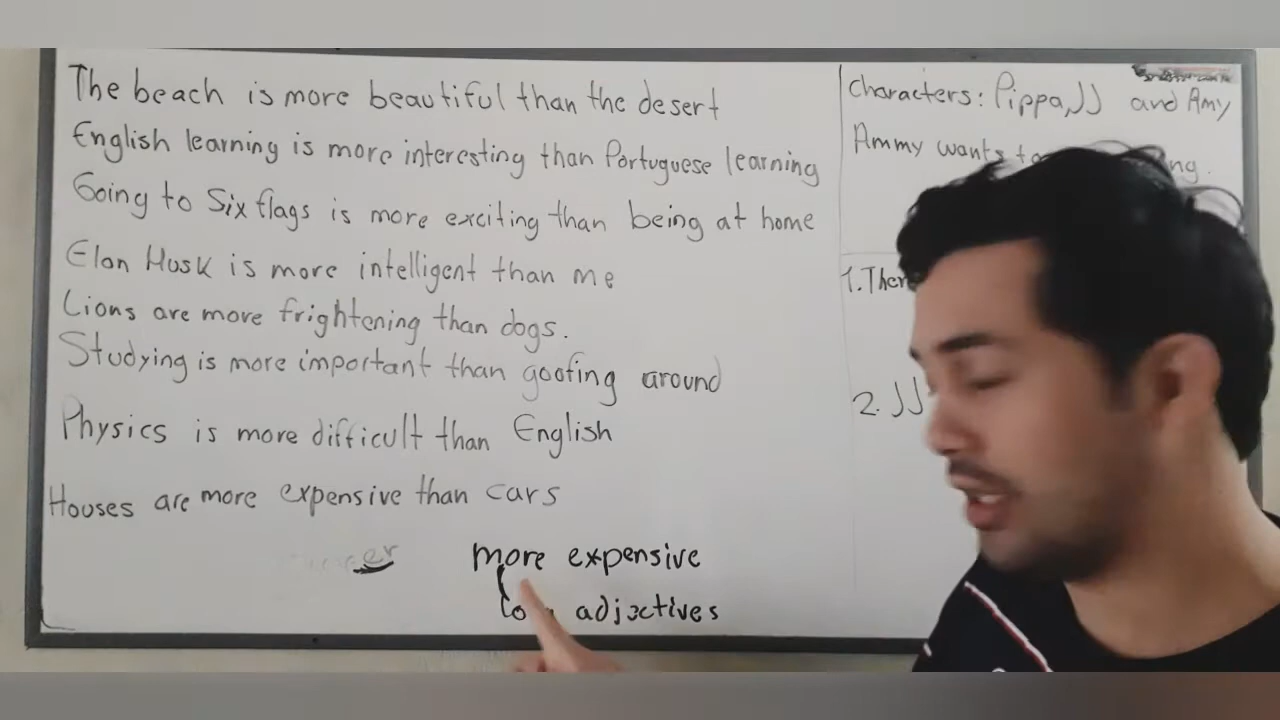 The beach is more beautiful than the desert
English learning is more interesting than Portuguese learning
Going to Six flags is more exciting than being at home
Elon Musk is more intelligent than me
Lions are more frightening than dogs.
Studying is more important than goofing around
Physics is more difficult than English
Houses are more expensive than cars
er
more expensive
adjectives
Characters: Pippa, JJ and Amy
Ammy wants
1.
2. JJ